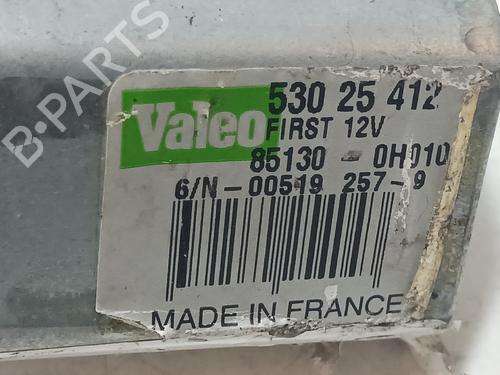 B-PARTS
Valeo
530 25 412
FIRST 12V
85130 - 0H010
6/N-00519 257-9
MADE IN FRANCE